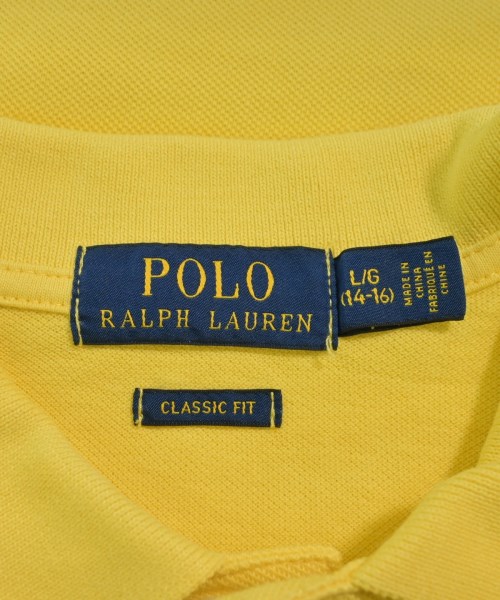 POLO
RALPH LAUREN
L/G
(14-16)
MADE IN
CHINA
FABRIQUÉ EN
CHINE
CLASSIC FIT